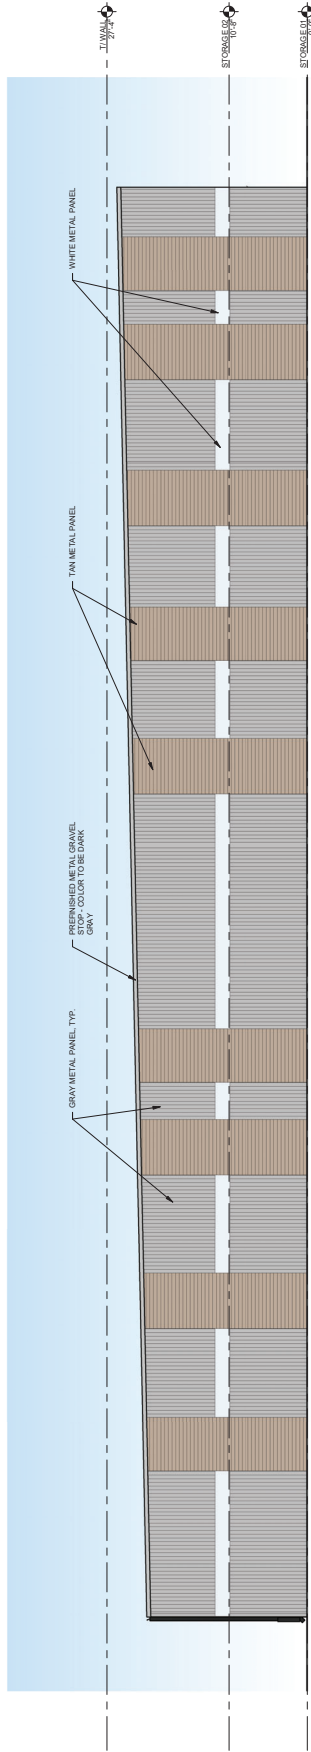 GRAY METAL PANEL, TYP.
PREFINISHED METAL GRAVEL
STOP - COLOR TO BE DARK
GRAY
TAN METAL PANEL
WHITE METAL PANEL
T/ WALL
27'-4"
STORAGE 02
10'-8"
STORAGE 01